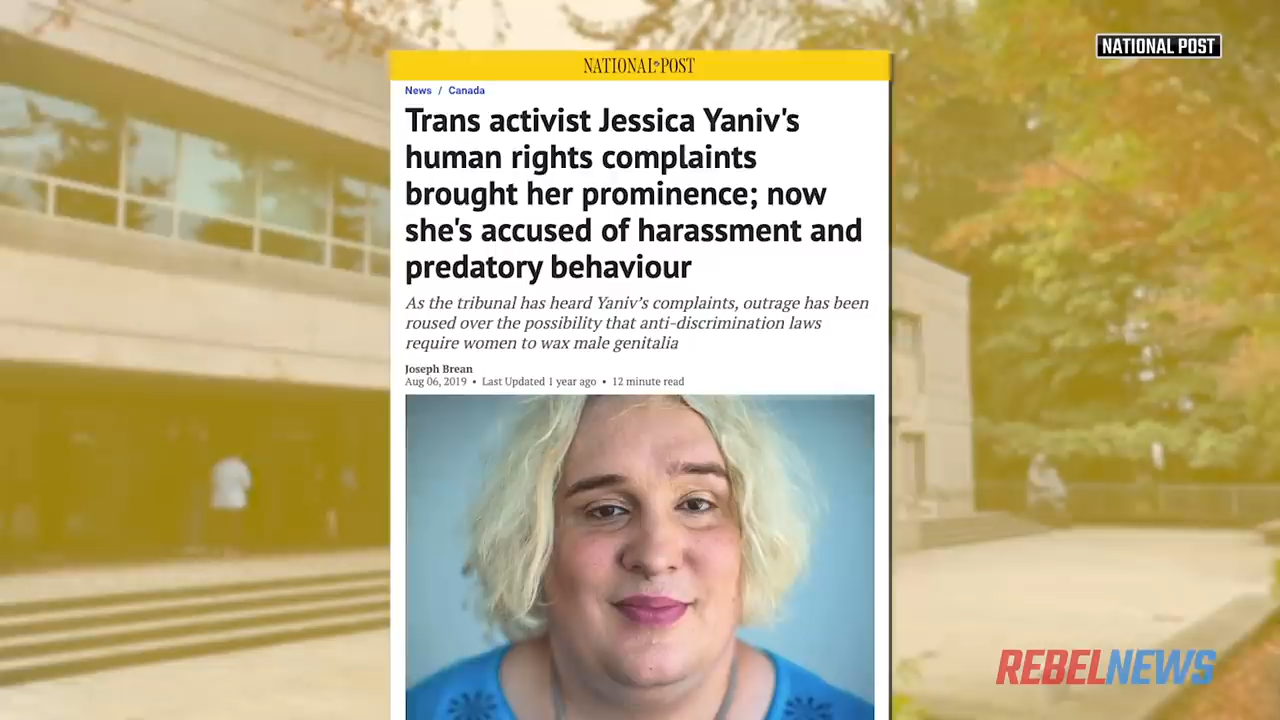 NATIONAL POST
NATIONAL POST
News / Canada
Trans activist Jessica Yaniv's
human rights complaints
brought her prominence; now
she's accused of harassment and
predatory behaviour
As the tribunal has heard Yaniv's complaints, outrage has been
roused over the possibility that anti-discrimination laws
require women to wax male genitalia
Joseph Brean
Aug 06, 2019 • Last Updated 1 year ago • 12 minute read
REBELNEWS